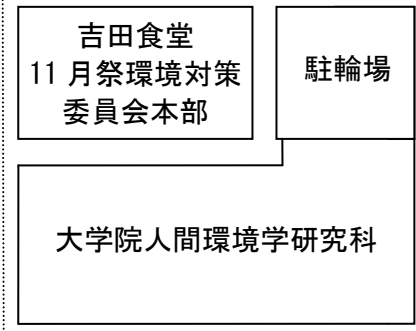 吉田食堂
11 月祭環境対策
委員会本部
駐輪場
大学院人間環境学研究科